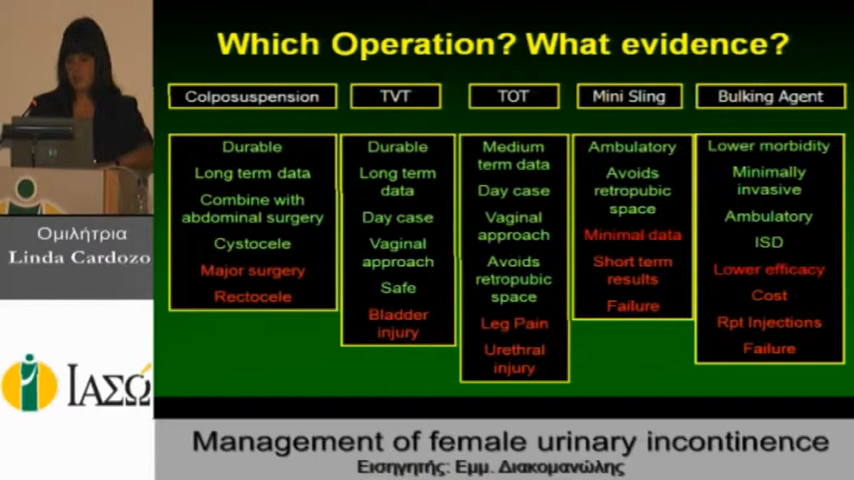 Which Operation? What evidence?
Colposuspension
TVT
TOT
Mini Sling
Bulking Agent
Durable
Long term data
Combine with
abdominal surgery
Cystocele
Major surgery
Rectocele
Durable
Long term
data
Day case
Vaginal
approach
Safe
Bladder
injury
Medium
term data
Day case
Vaginal
approach
Avoids
retropubic
space
Leg Pain
Urethral
injury
Ambulatory
Avoids
retropubic
space
Minimal data
Short term
results
Failure
Lower morbidity
Minimally
invasive
Ambulatory
ISD
Lower efficacy
Cost
Rpt Injections
Failure
Ομιλήτρια
Linda Cardozo
ΙΑΣΩ
Management of female urinary incontinence
Εισηγητής: Εμμ. Διακομανώλης